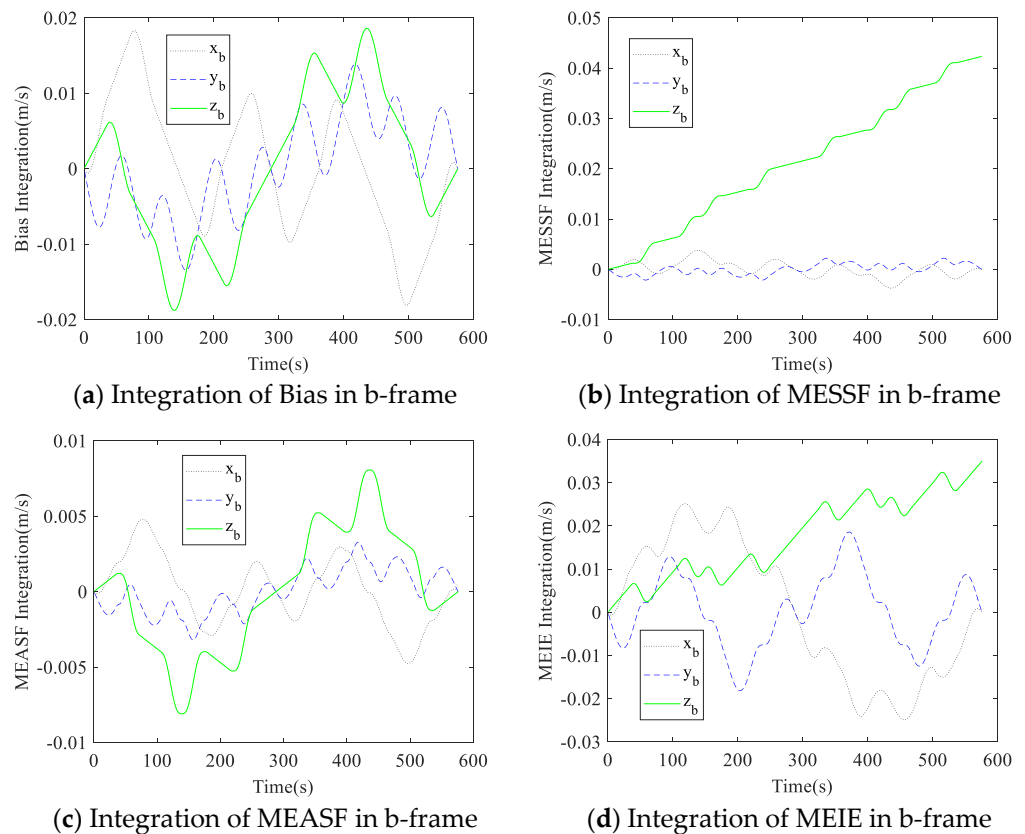 0.02
0.01
0
-0.01
-0.02
Bias Integration(m/s)
x_b
y_b
z_b
0 100 200 300 400 500 600
Time(s)
(a) Integration of Bias in b-frame
0.05
0.04
0.03
0.02
0.01
0
-0.01
MESSF Integration(m/s)
x_b
y_b
z_b
0 100 200 300 400 500 600
Time(s)
(b) Integration of MESSF in b-frame
0.01
0.005
0
-0.005
-0.01
MEASF Integration(m/s)
x_b
y_b
z_b
0 100 200 300 400 500 600
Time(s)
(c) Integration of MEASF in b-frame
0.04
0.03
0.02
0.01
0
-0.01
-0.02
-0.03
MEIE Integration(m/s)
x_b
y_b
z_b
0 100 200 300 400 500 600
Time(s)
(d) Integration of MEIE in b-frame